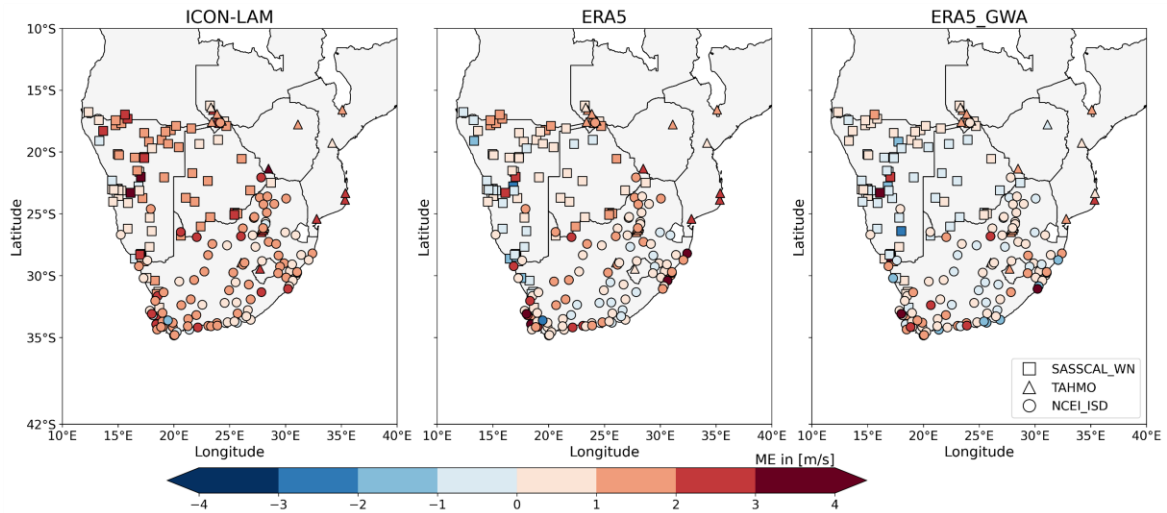 ICON-LAM
ERA5
ERA5_GWA
10°S
15°S
20°S
25°S
30°S
35°S
42°S
Latitude
Latitude
Latitude
10°E 15°E 20°E 25°E 30°E 35°E 40°E
10°E 15°E 20°E 25°E 30°E 35°E 40°E
10°E 15°E 20°E 25°E 30°E 35°E 40°E
Longitude
Longitude
Longitude
SASSCAL_WN
TAHMO
NCEI_ISD
ME in [m/s]
−4 −3 −2 −1 0 1 2 3 4